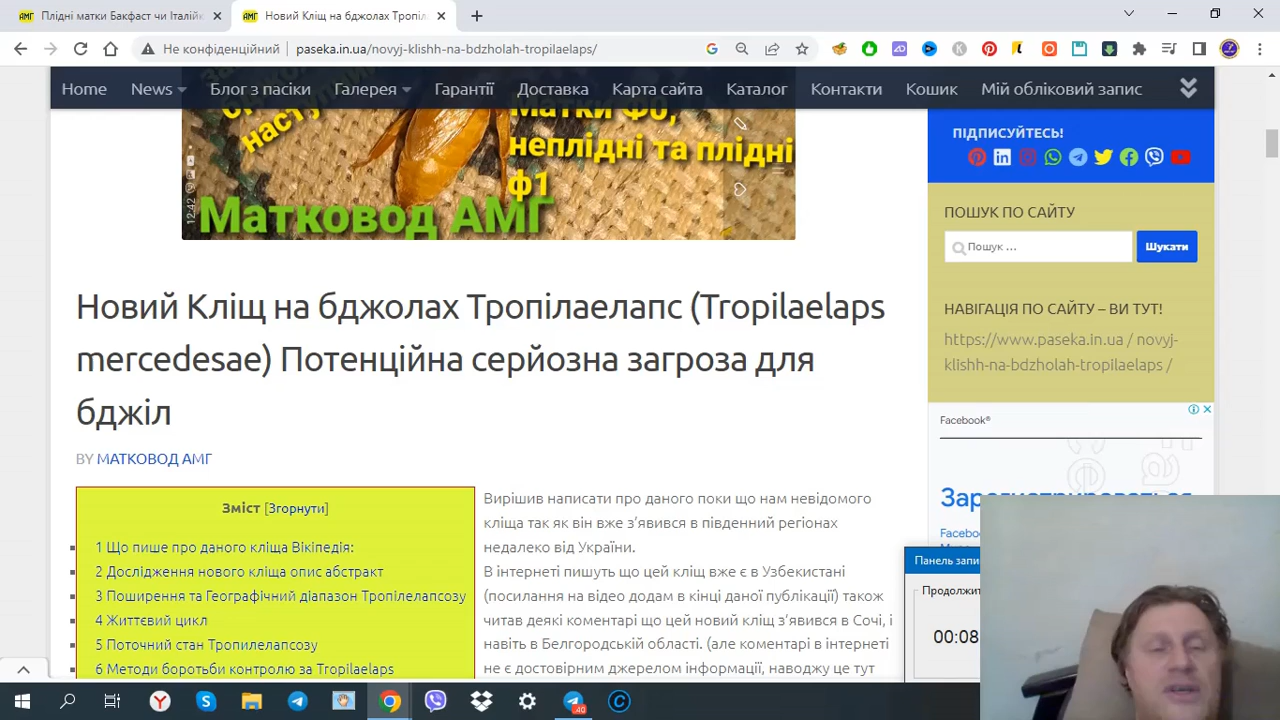 Плідні матки Бакфаст чи Італійк
Новий Кліщ на бджолах Тропіл
Не конфіденційний
paseka.in.ua/novyj-klishh-na-bdzholah-tropilaelaps/
Home
News
Блог з пасіки
Галерея
Гарантії
Доставка
Карта сайта
Каталог
Контакти
Кошик
Мій обліковий запис
Матки Ф0,
неплідні та плідні
ф1
Матковод АМГ
12:42
ПІДПИСУЙТЕСЬ!
ПОШУК ПО САЙТУ
Пошук …
Шукати
НАВІГАЦІЯ ПО САЙТУ – ВИ ТУТ!
https://www.paseka.in.ua / novyj-
klishh-na-bdzholah-tropilaelaps /
Facebook®
Зарегистрироваться
Facebook
Новий Кліщ на бджолах Тропілаелапс (Tropilaelaps
mercedesae) Потенційна серйозна загроза для
бджіл
BY МАТКОВОД АМГ
Зміст [Згорнути]
1 Що пише про даного кліща Вікіпедія:
2 Дослідження нового кліща опис абстракт
3 Поширення та Географічний діапазон Тропілелапсозу
4 Життєвий цикл
5 Поточний стан Тропилелапсозу
6 Методи боротьби контролю за Tropilaelaps
Вирішив написати про даного поки що нам невідомого
кліща так як він вже з’явився в південний регіонах
недалеко від України.
В інтернеті пишуть що цей кліщ вже є в Узбекистані
(посилання на відео додам в кінці даної публікації) також
читав деякі коментарі що цей новий кліщ з’явився в Сочі, і
навіть в Белгородській області. (але коментарі в інтернеті
не є достовірним джерелом інформації, наводжу це тут
Панель запи
Продолжит
00:08
40